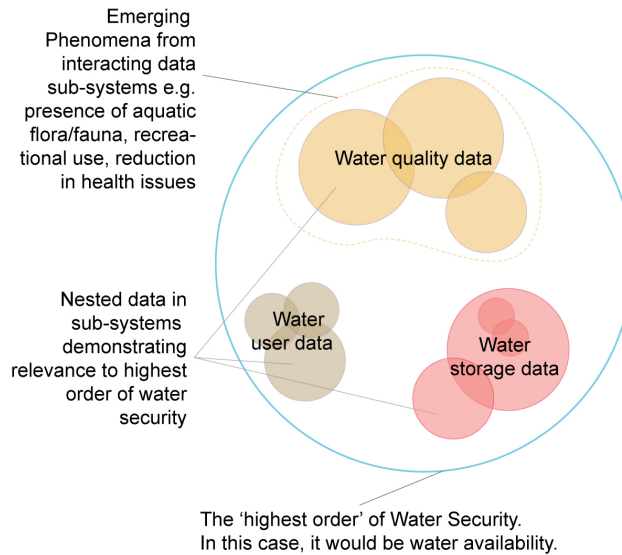 Emerging
Phenomena from
interacting data
sub-systems e.g.
presence of aquatic
flora/fauna, recrea-
tional use, reduction
in health issues
Water quality data
Nested data in
sub-systems
demonstrating
relevance to highest
order of water
security
Water
user data
Water
storage data
The ‘highest order’ of Water Security.
In this case, it would be water availability.